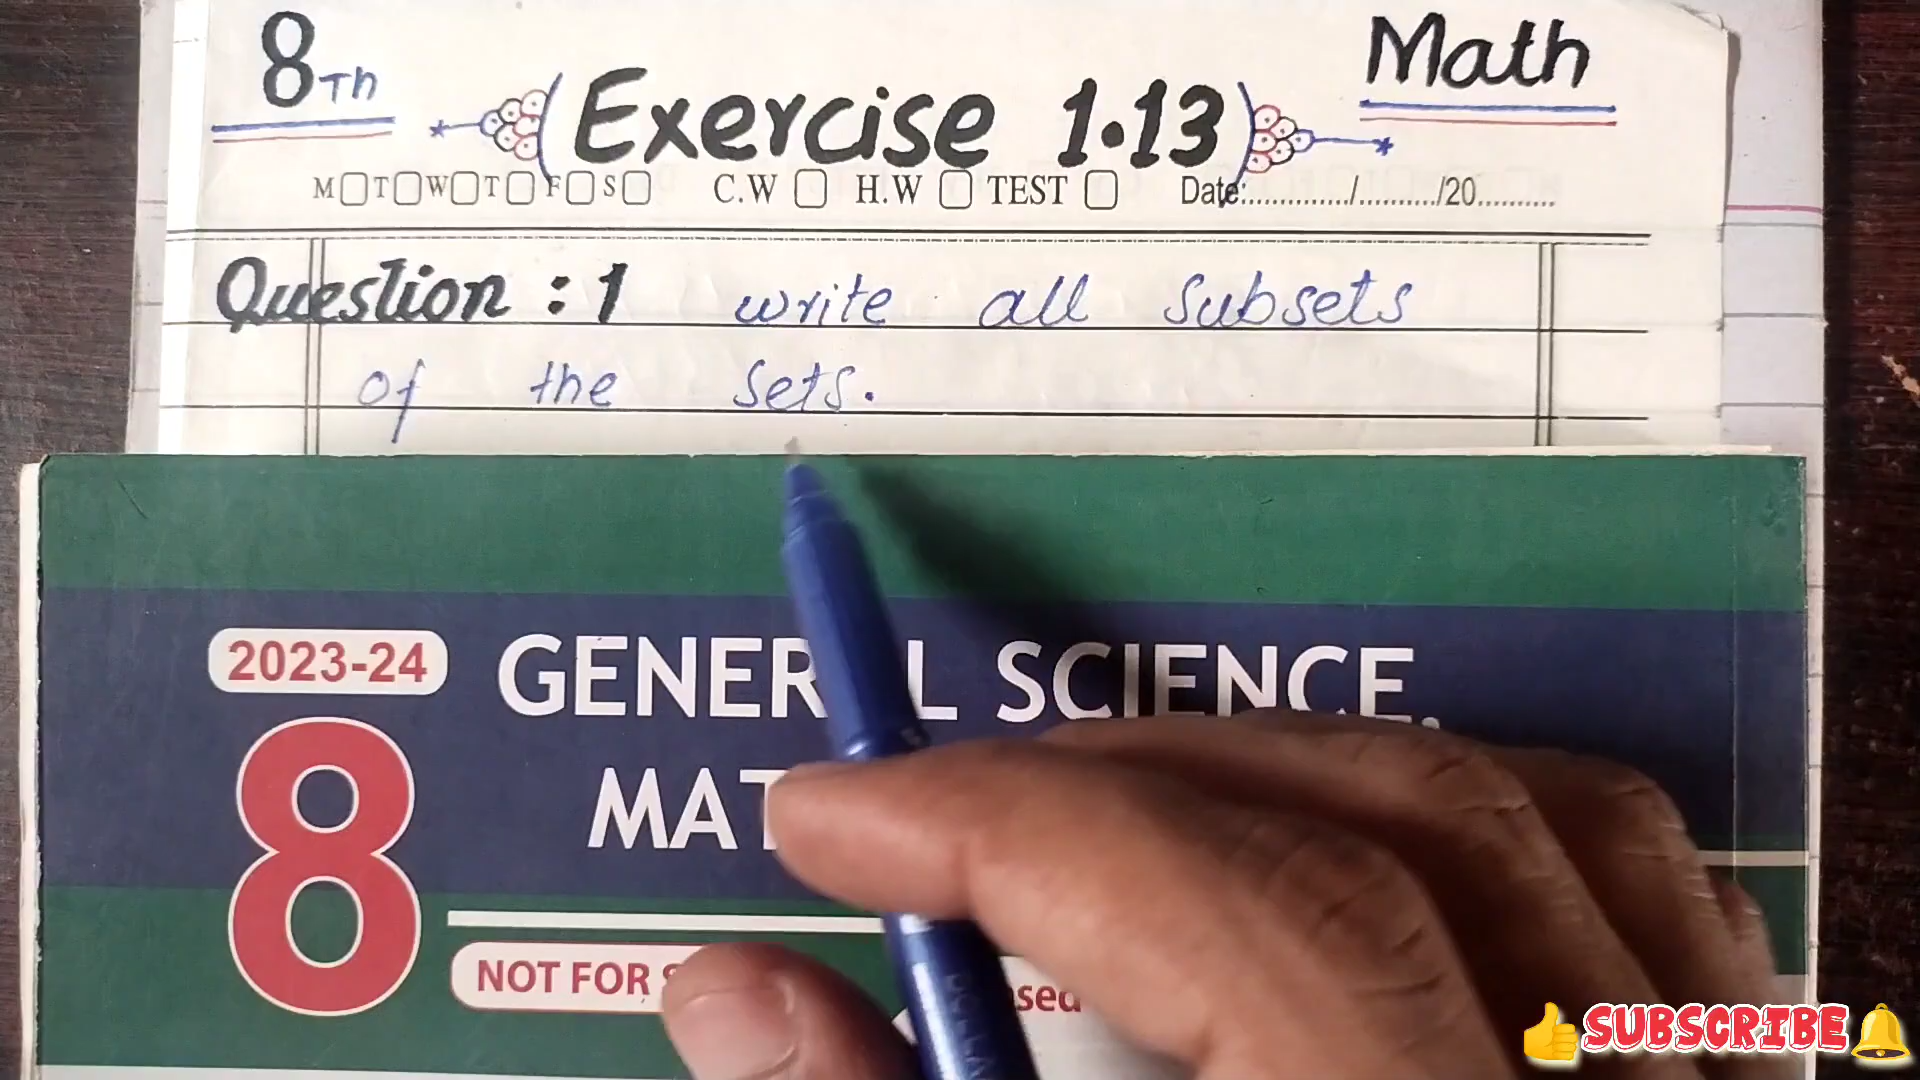 8Th
Exercise 1.13
Math
M T W T F S C.W H.W TEST Date:............../........../20..........
Question : 1 write all subsets
of the sets.
2023-24
GENER L SCIENCE,
8
MAT
NOT FOR
SUBSCRIBE